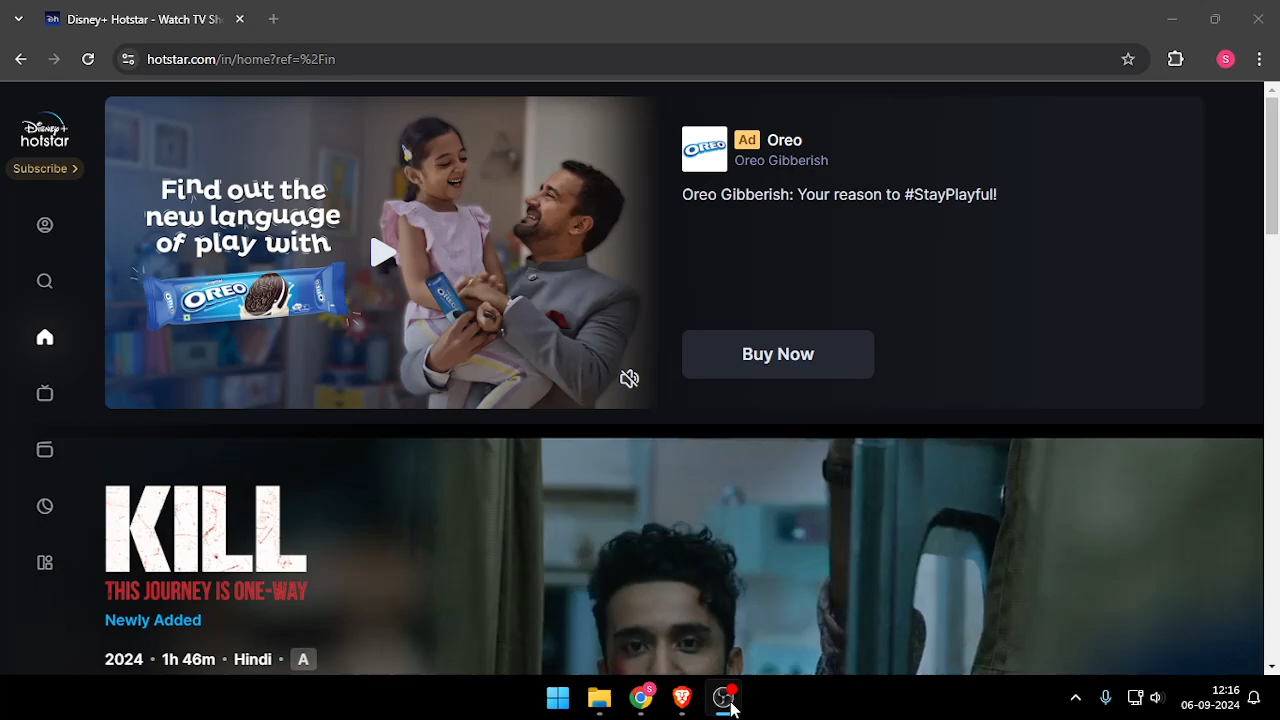 Disney+ Hotstar - Watch TV Sh
hotstar.com/in/home?ref=%2Fin
S
Disney+
hotstar
Subscribe >
Find out the
new language
of play with
OREO
OREO
Ad Oreo
Oreo Gibberish
Oreo Gibberish: Your reason to #StayPlayful!
Buy Now
KILL
THIS JOURNEY IS ONE-WAY
Newly Added
2024 • 1h 46m • Hindi • A
S
12:16
06-09-2024